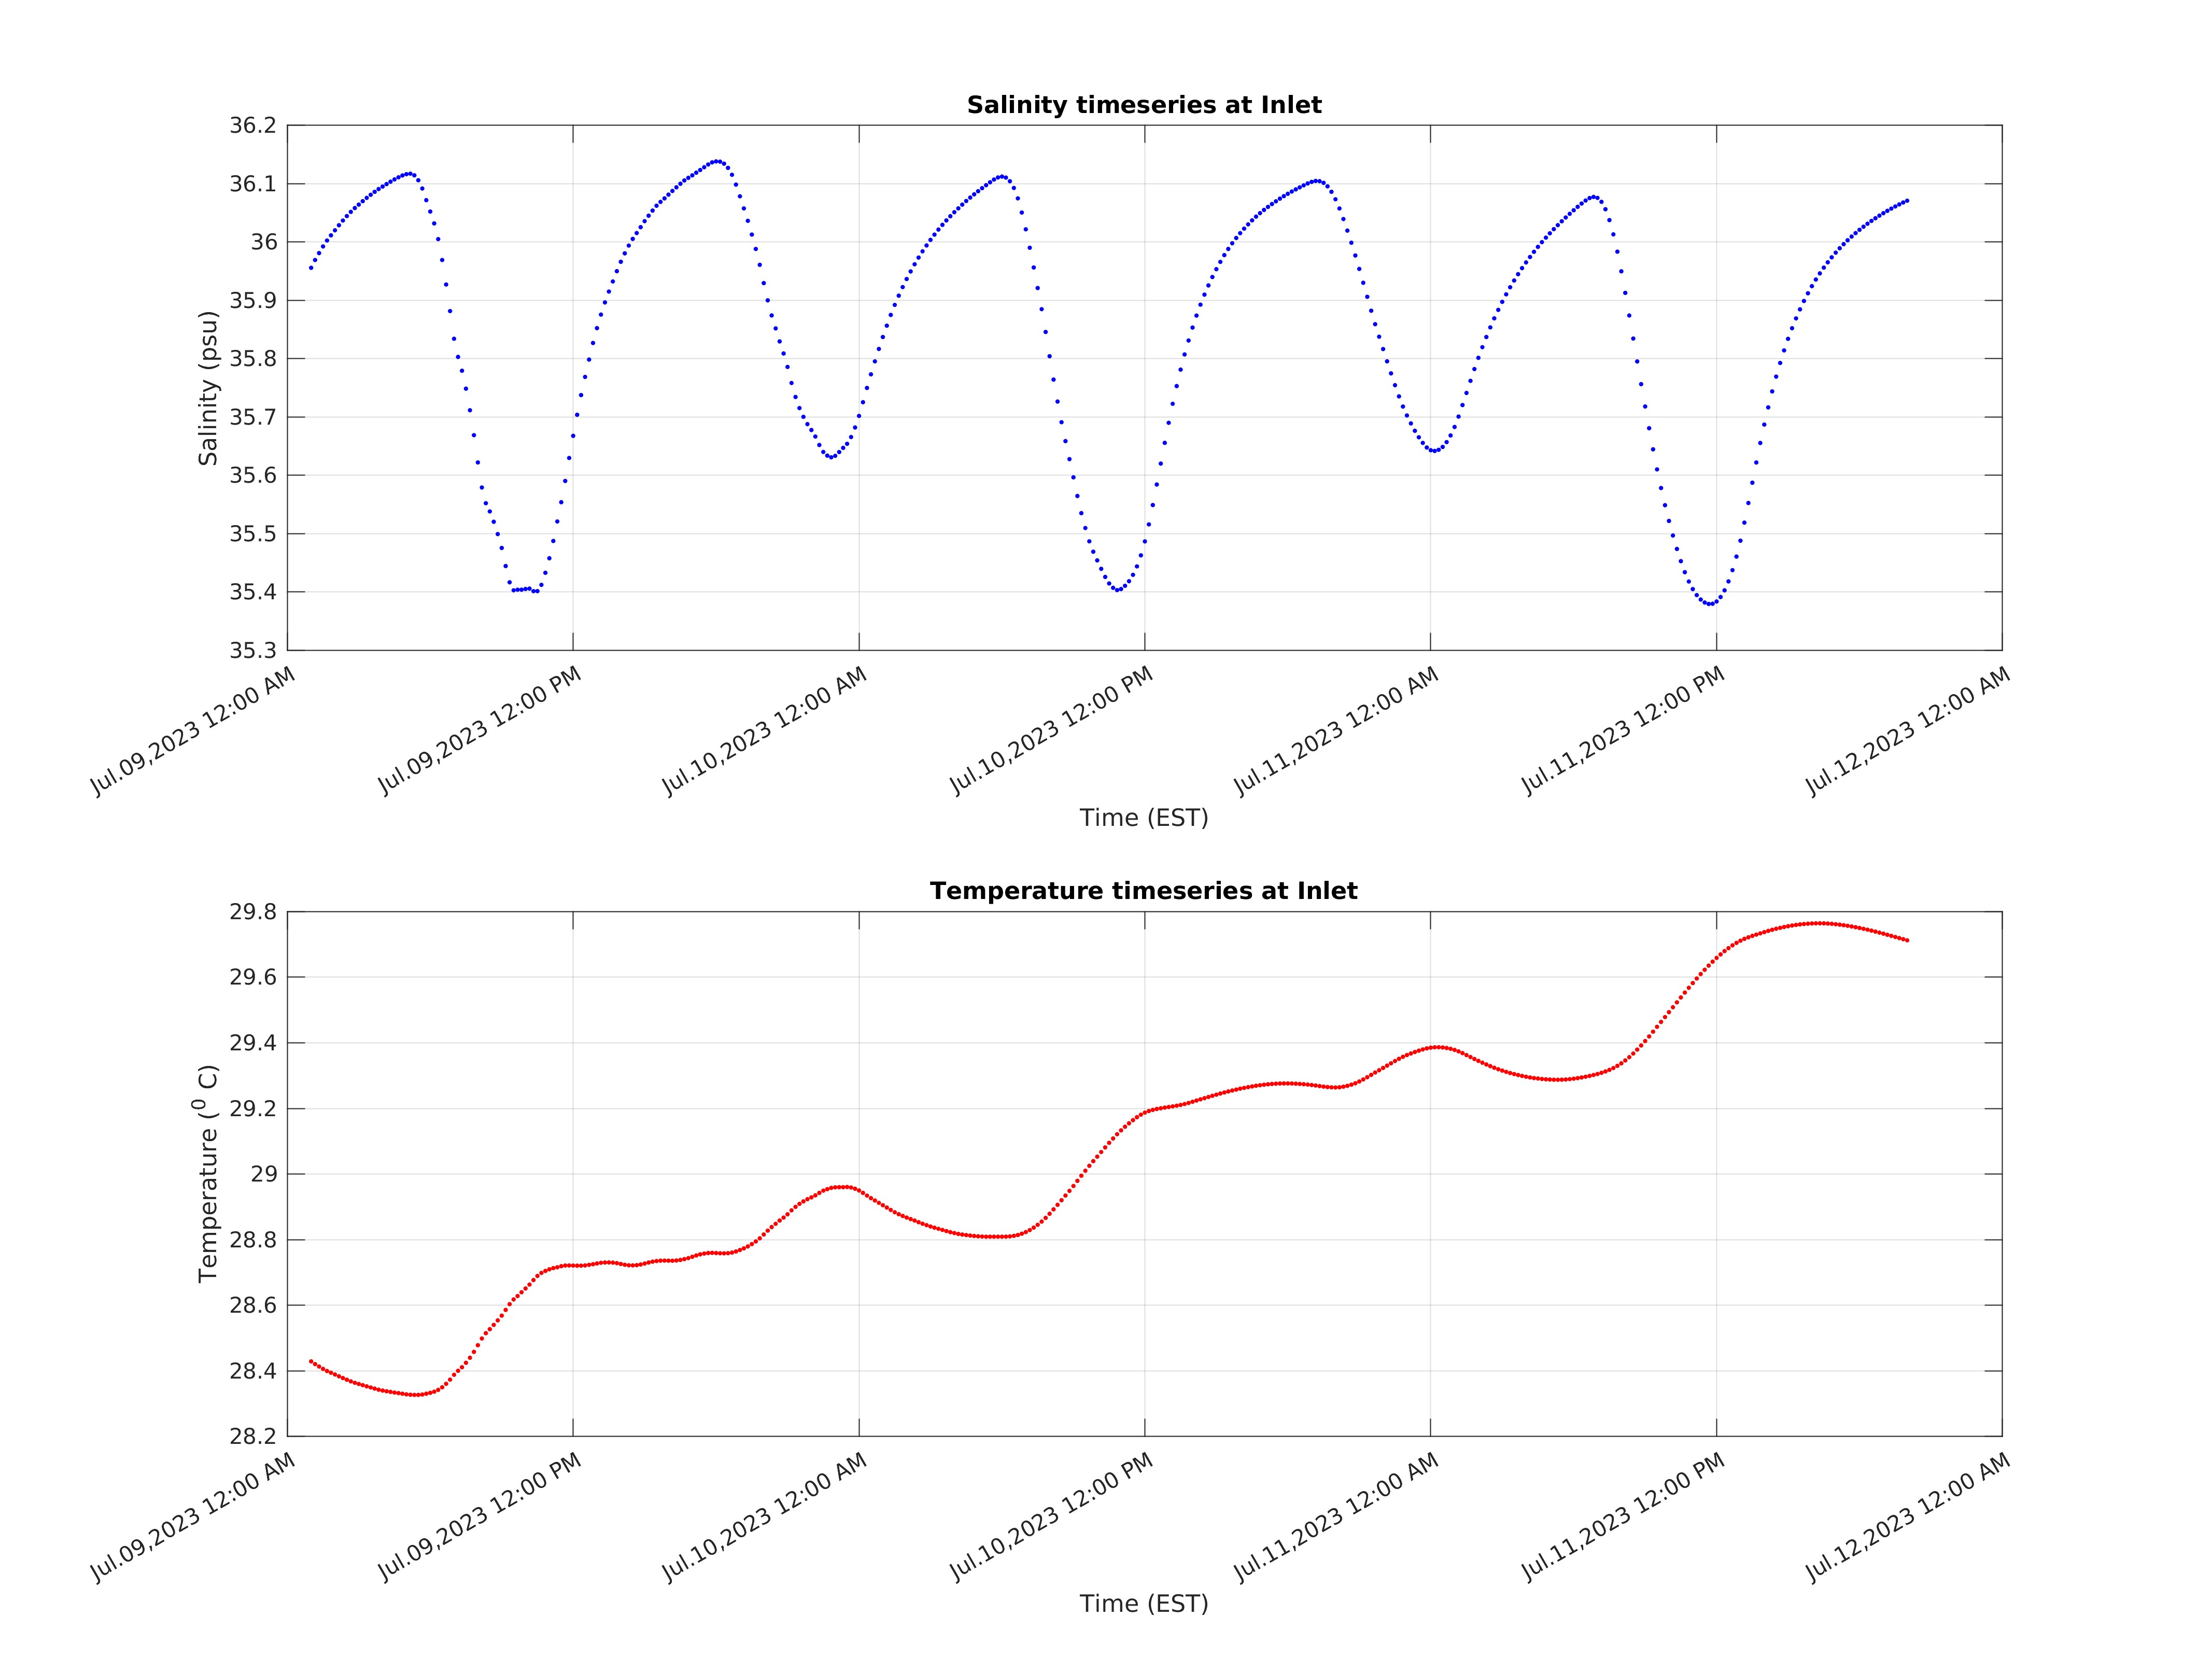 Salinity timeseries at Inlet
36.2
36.1
36
35.9
35.8
35.7
35.6
35.5
35.4
35.3
Salinity (psu)
Jul.09,2023 12:00 AM
Jul.09,2023 12:00 PM
Jul.10,2023 12:00 AM
Jul.10,2023 12:00 PM
Jul.11,2023 12:00 AM
Jul.11,2023 12:00 PM
Jul.12,2023 12:00 AM
Time (EST)
Temperature timeseries at Inlet
29.8
29.6
29.4
29.2
29
28.8
28.6
28.4
28.2
Temperature (⁰ C)
Jul.09,2023 12:00 AM
Jul.09,2023 12:00 PM
Jul.10,2023 12:00 AM
Jul.10,2023 12:00 PM
Jul.11,2023 12:00 AM
Jul.11,2023 12:00 PM
Jul.12,2023 12:00 AM
Time (EST)